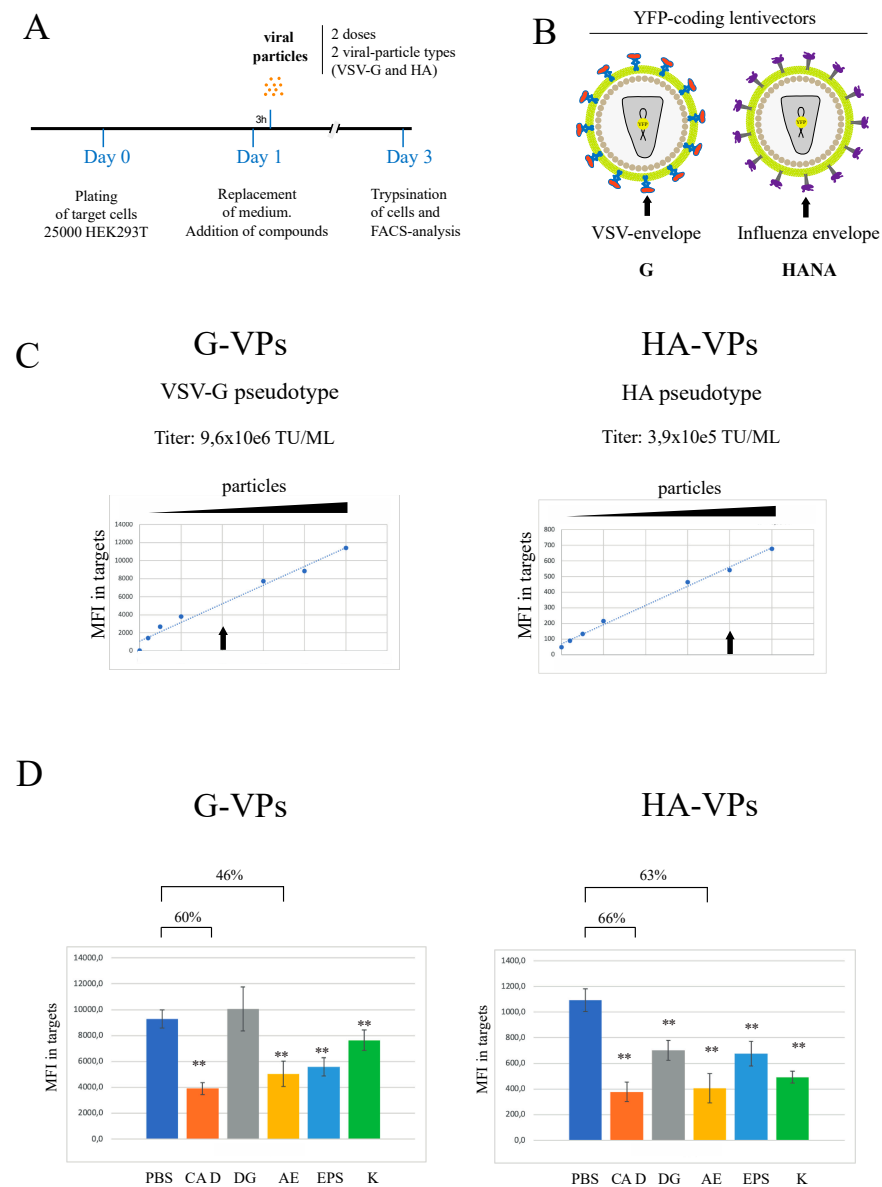 A
viral
particles
2 doses
2 viral-particle types
(VSV-G and HA)
3h
Day 0
Day 1
Day 3
Plating
of target cells
25000 HEK293T
Replacement
of medium.
Addition of compounds
Trypsination
of cells and
FACS-analysis
B
YFP-coding lentivectors
YFP
YFP
VSV-envelope
G
Influenza envelope
HANA
C
G-VPs
VSV-G pseudotype
Titer: 9,6x10e6 TU/ML
particles
MFI in targets
14000
12000
10000
8000
6000
4000
2000
0
HA-VPs
HA pseudotype
Titer: 3,9x10e5 TU/ML
particles
MFI in targets
800
700
600
500
400
300
200
100
0
D
G-VPs
46%
60%
MFI in targets
14000,0
12000,0
10000,0
8000,0
6000,0
4000,0
2000,0
0,0
** ** ** **
PBS CA D DG AE EPS K
HA-VPs
63%
66%
MFI in targets
1400,0
1200,0
1000,0
800,0
600,0
400,0
200,0
0,0
** ** ** ** **
PBS CA D DG AE EPS K